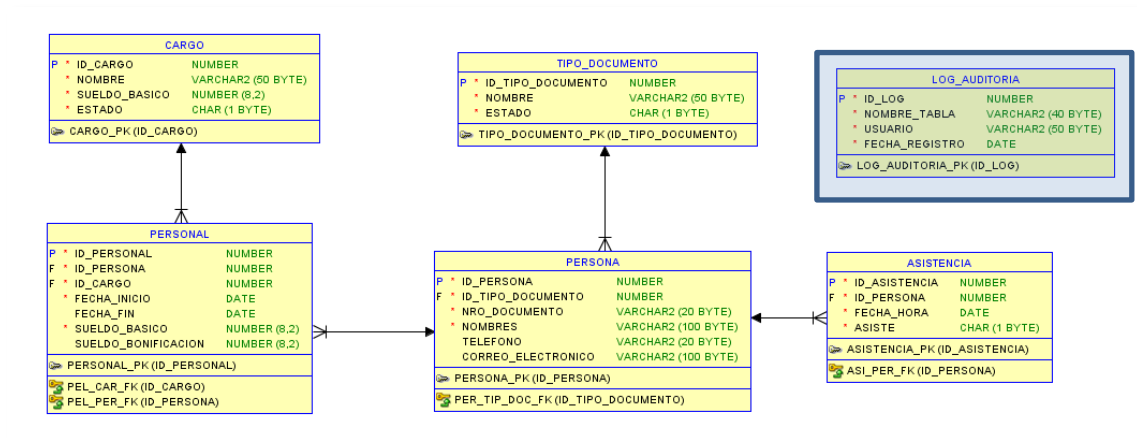 CARGO
P * ID_CARGO NUMBER
* NOMBRE VARCHAR2 (50 BYTE)
* SUELDO_BASICO NUMBER (8,2)
* ESTADO CHAR (1 BYTE)
CARGO_PK (ID_CARGO)
TIPO_DOCUMENTO
P * ID_TIPO_DOCUMENTO NUMBER
* NOMBRE VARCHAR2 (50 BYTE)
* ESTADO CHAR (1 BYTE)
TIPO_DOCUMENTO_PK (ID_TIPO_DOCUMENTO)
LOG_AUDITORIA
P * ID_LOG NUMBER
* NOMBRE_TABLA VARCHAR2 (40 BYTE)
* USUARIO VARCHAR2 (50 BYTE)
* FECHA_REGISTRO DATE
LOG_AUDITORIA_PK (ID_LOG)
PERSONAL
P * ID_PERSONAL NUMBER
F * ID_PERSONA NUMBER
F * ID_CARGO NUMBER
* FECHA_INICIO DATE
FECHA_FIN DATE
* SUELDO_BASICO NUMBER (8,2)
SUELDO_BONIFICACION NUMBER (8,2)
PERSONAL_PK (ID_PERSONAL)
PEL_CAR_FK (ID_CARGO)
PEL_PER_FK (ID_PERSONA)
PERSONA
P * ID_PERSONA NUMBER
F * ID_TIPO_DOCUMENTO NUMBER
* NRO_DOCUMENTO VARCHAR2 (20 BYTE)
* NOMBRES VARCHAR2 (100 BYTE)
TELEFONO VARCHAR2 (20 BYTE)
CORREO_ELECTRONICO VARCHAR2 (100 BYTE)
PERSONA_PK (ID_PERSONA)
PER_TIP_DOC_FK (ID_TIPO_DOCUMENTO)
ASISTENCIA
P * ID_ASISTENCIA NUMBER
F * ID_PERSONA NUMBER
* FECHA_HORA DATE
* ASISTE CHAR (1 BYTE)
ASISTENCIA_PK (ID_ASISTENCIA)
ASI_PER_FK (ID_PERSONA)